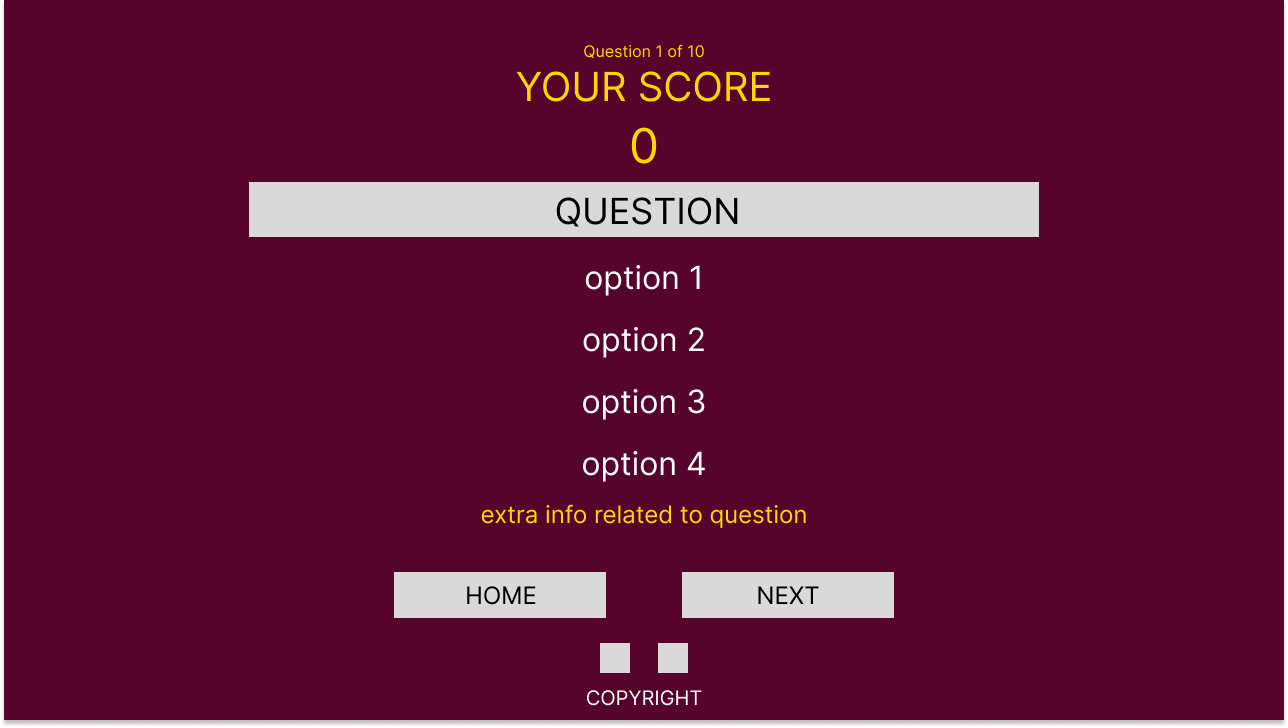 Question 1 of 10
YOUR SCORE
0
QUESTION
option 1
option 2
option 3
option 4
extra info related to question
HOME NEXT
COPYRIGHT